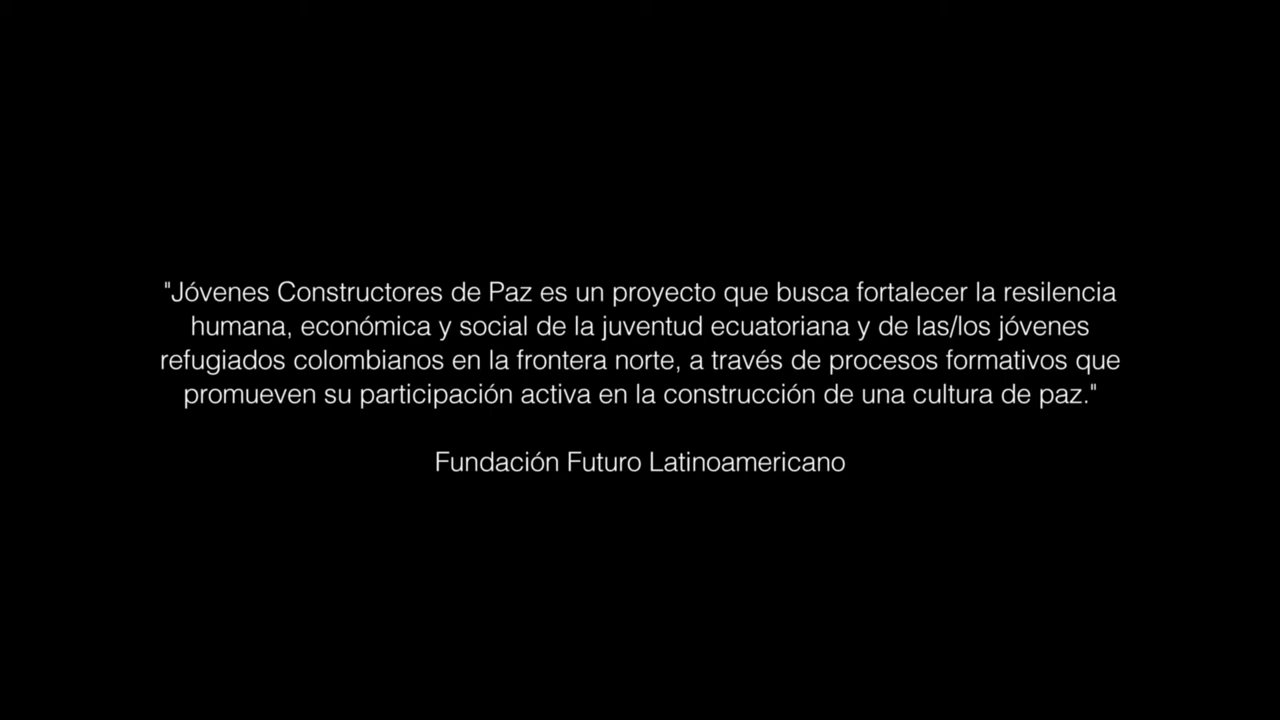 "Jóvenes Constructores de Paz es un proyecto que busca fortalecer la resilencia
humana, económica y social de la juventud ecuatoriana y de las/los jóvenes
refugiados colombianos en la frontera norte, a través de procesos formativos que
promueven su participación activa en la construcción de una cultura de paz."
Fundación Futuro Latinoamericano